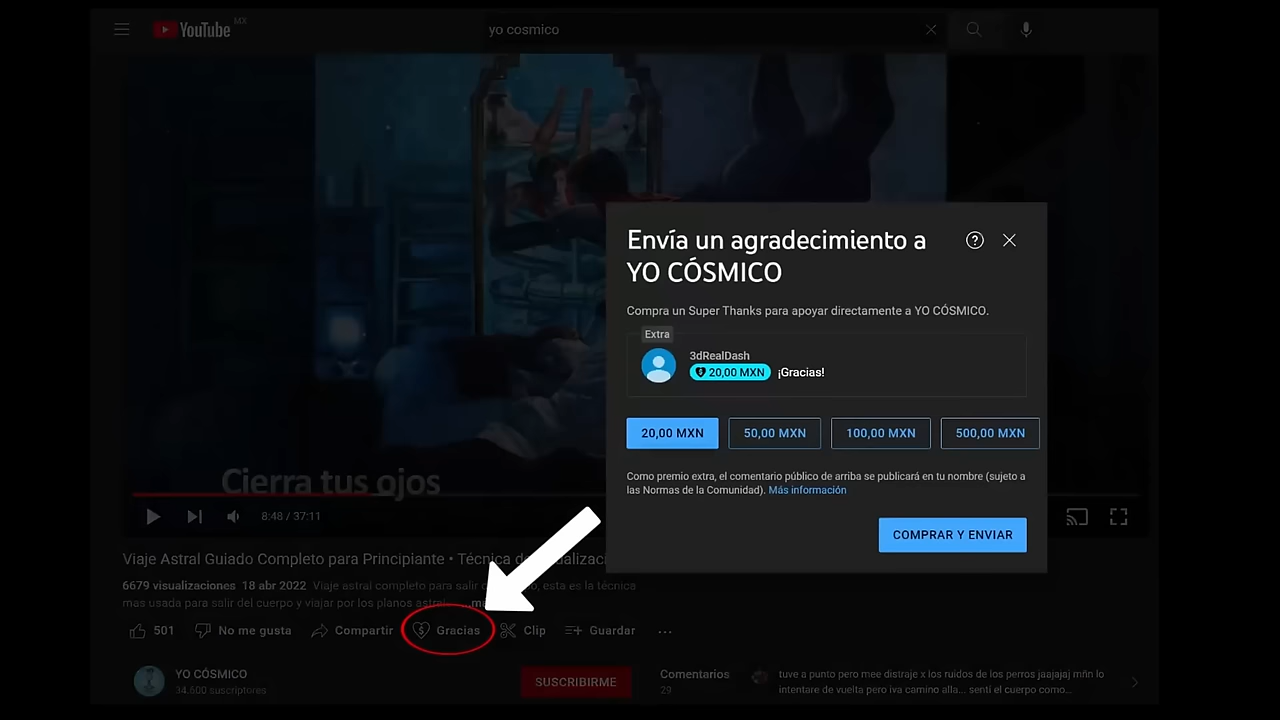 YouTube MX
yo cosmico
Envía un agradecimiento a
YO CÓSMICO
Compra un Super Thanks para apoyar directamente a YO CÓSMICO.
Extra
3dRealDash
20,00 MXN ¡Gracias!
20,00 MXN 50,00 MXN 100,00 MXN 500,00 MXN
Como premio extra, el comentario público de arriba se publicará en tu nombre (sujeto a
las Normas de la Comunidad). Más información
COMPRAR Y ENVIAR
Cierra tus ojos
8:48 / 37:11
Viaje Astral Guiado Completo para Principiante • Técnica
6679 visualizaciones 18 abr 2022 Viaje astral completo para salir esta es la técnica
mas usada para salir del cuerpo y viajar por los planos
501 No me gusta Compartir Gracias Clip Guardar ...
YO CÓSMICO
34.600 suscriptores
SUSCRIBIRME
Comentarios
29
tuve a punto pero mee distraje x los ruidos de los perros jaajajaj mñn lo
intentare de vuelta pero iva camino alla... sentí el cuerpo como...